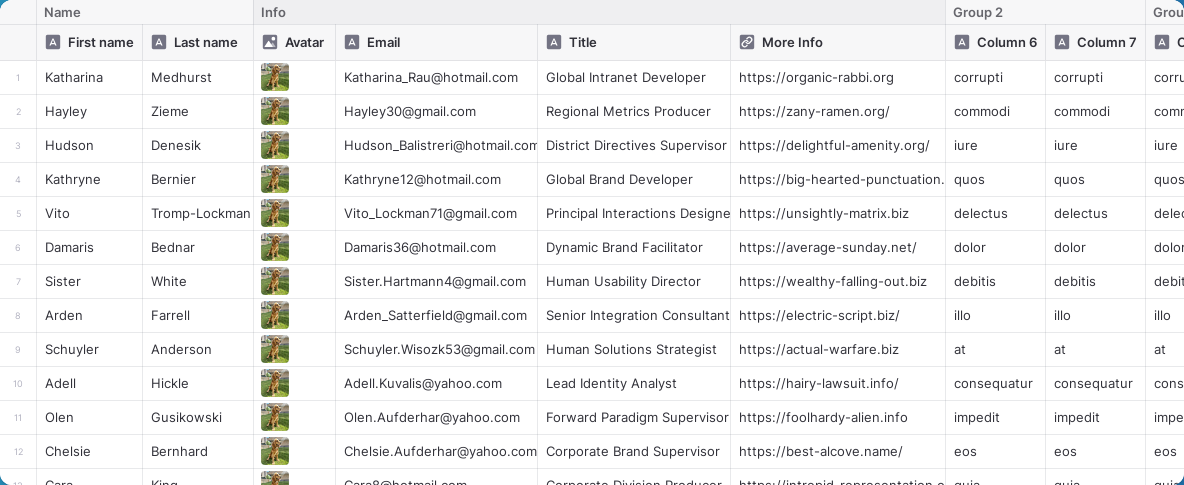 Name Info Group 2 Grou
First name Last name Avatar Email Title More Info Column 6 Column 7
1 Katharina Medhurst Katharina_Rau@hotmail.com Global Intranet Developer https://organic-rabbi.org corrupti corrupti corru
2 Hayley Zieme Hayley30@gmail.com Regional Metrics Producer https://zany-ramen.org/ commodi commodi comm
3 Hudson Denesik Hudson_Balistreri@hotmail.com District Directives Supervisor https://delightful-amenity.org/ iure iure iure
4 Kathryne Bernier Kathryne12@hotmail.com Global Brand Developer https://big-hearted-punctuation. quos quos quos
5 Vito Tromp-Lockman Vito_Lockman71@gmail.com Principal Interactions Designe https://unsightly-matrix.biz delectus delectus delec
6 Damaris Bednar Damaris36@hotmail.com Dynamic Brand Facilitator https://average-sunday.net/ dolor dolor dolor
7 Sister White Sister.Hartmann4@gmail.com Human Usability Director https://wealthy-falling-out.biz debitis debitis debit
8 Arden Farrell Arden_Satterfield@gmail.com Senior Integration Consultant https://electric-script.biz/ illo illo illo
9 Schuyler Anderson Schuyler.Wisozk53@gmail.com Human Solutions Strategist https://actual-warfare.biz at at at
10 Adell Hickle Adell.Kuvalis@yahoo.com Lead Identity Analyst https://hairy-lawsuit.info/ consequatur consequatur cons
11 Olen Gusikowski Olen.Aufderhar@yahoo.com Forward Paradigm Supervisor https://foolhardy-alien.info impedit impedit impe
12 Chelsie Bernhard Chelsie.Aufderhar@yahoo.com Corporate Brand Supervisor https://best-alcove.name/ eos eos eos
13 Cara King Cara8@hotmail.com Corporate Division Producer https://intrepid-representation.c quia quia quia